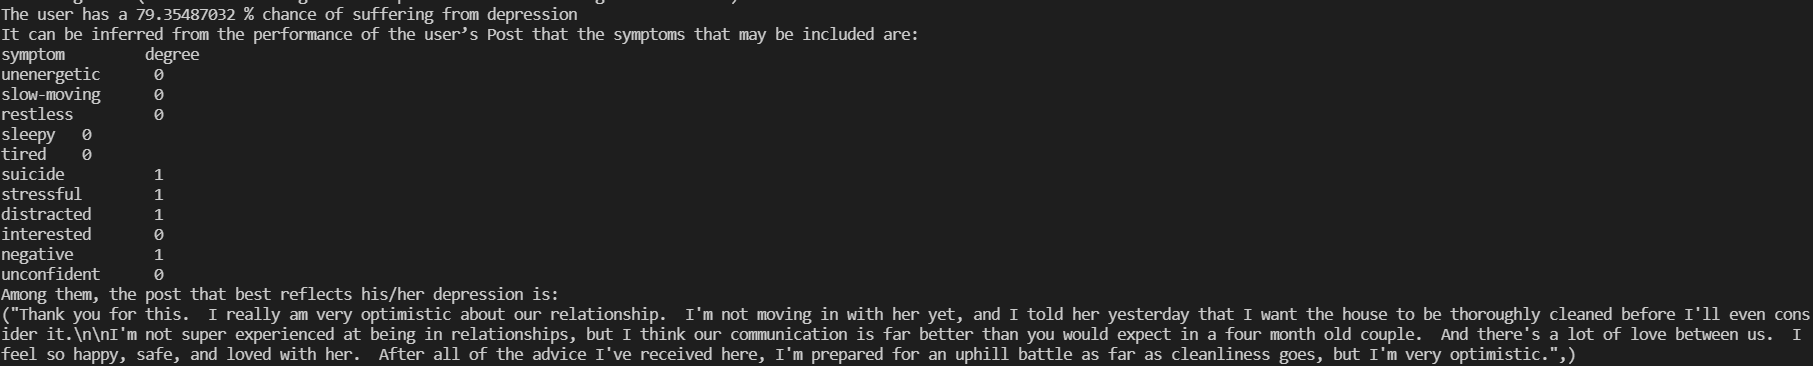 The user has a 79.35487032 % chance of suffering from depression
It can be inferred from the performance of the user’s Post that the symptoms that may be included are:
symptom degree
unenergetic 0
slow-moving 0
restless 0
sleepy 0
tired 0
suicide 1
stressful 1
distracted 1
interested 0
negative 1
unconfident 0
Among them, the post that best reflects his/her depression is:
("Thank you for this.  I really am very optimistic about our relationship.  I'm not moving in with her yet, and I told her yesterday that I want the house to be thoroughly cleaned before I'll even cons
ider it.\n\nI'm not super experienced at being in relationships, but I think our communication is far better than you would expect in a four month old couple.  And there's a lot of love between us.  I
feel so happy, safe, and loved with her.  After all of the advice I've received here, I'm prepared for an uphill battle as far as cleanliness goes, but I'm very optimistic.",)